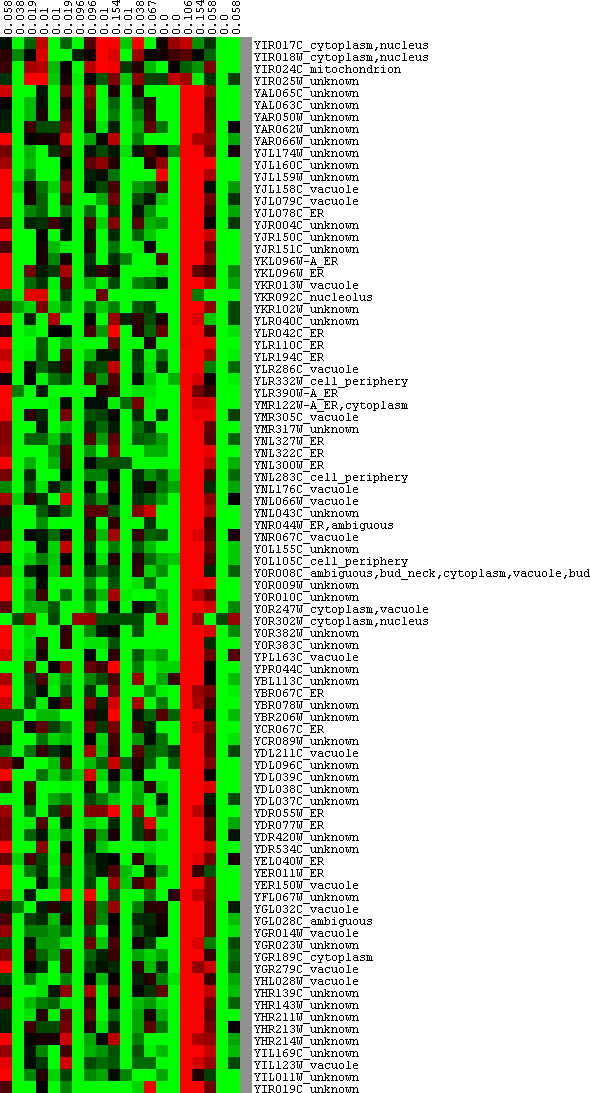 0.058
0.038
0.019
0.01
0.01
0.019
0.096
0.096
0.01
0.154
0.01
0.038
0.067
0.0
0.0
0.106
0.154
0.058
0.058
YIR017C_cytoplasm,nucleus
YIR018W_cytoplasm,nucleus
YIR024C_mitochondrion
YIR025W_unknown
YAL065C_unknown
YAL063C_unknown
YAR050W_unknown
YAR062W_unknown
YAR066W_unknown
YJL174W_unknown
YJL160C_unknown
YJL159W_unknown
YJL158C_vacuole
YJL079C_vacuole
YJL078C_ER
YJR004C_unknown
YJR150C_unknown
YJR151C_unknown
YKL096W-A_ER
YKL096W_ER
YKR013W_vacuole
YKR092C_nucleolus
YKR102W_unknown
YLR040C_unknown
YLR042C_ER
YLR110C_ER
YLR194C_ER
YLR286C_vacuole
YLR332W_cell_periphery
YLR390W-A_ER
YMR122W-A_ER,cytoplasm
YMR305C_vacuole
YMR317W_unknown
YNL327W_ER
YNL322C_ER
YNL300W_ER
YNL283C_cell_periphery
YNL176C_vacuole
YNL066W_vacuole
YNL043C_unknown
YNR044W_ER,ambiguous
YNR067C_vacuole
YOL155C_unknown
YOL105C_cell_periphery
YOR008C_ambiguous,bud_neck,cytoplasm,vacuole,bud
YOR009W_unknown
YOR010C_unknown
YOR247W_cytoplasm,vacuole
YOR302W_cytoplasm,nucleus
YOR382W_unknown
YOR383C_unknown
YPL163C_vacuole
YPR044C_unknown
YBL113C_unknown
YBR067C_ER
YBR078W_unknown
YBR206W_unknown
YCR067C_ER
YCR089W_unknown
YDL211C_vacuole
YDL096C_unknown
YDL039C_unknown
YDL038C_unknown
YDL037C_unknown
YDR055W_ER
YDR077W_ER
YDR420W_unknown
YDR534C_unknown
YEL040W_ER
YER011W_ER
YER150W_vacuole
YFL067W_unknown
YGL032C_vacuole
YGL028C_ambiguous
YGR014W_vacuole
YGR023W_unknown
YGR189C_cytoplasm
YGR279C_vacuole
YHL028W_vacuole
YHR139C_unknown
YHR143W_unknown
YHR211W_unknown
YHR213W_unknown
YHR214W_unknown
YIL169C_unknown
YIL123W_vacuole
YIL011W_unknown
YIR019C_unknown